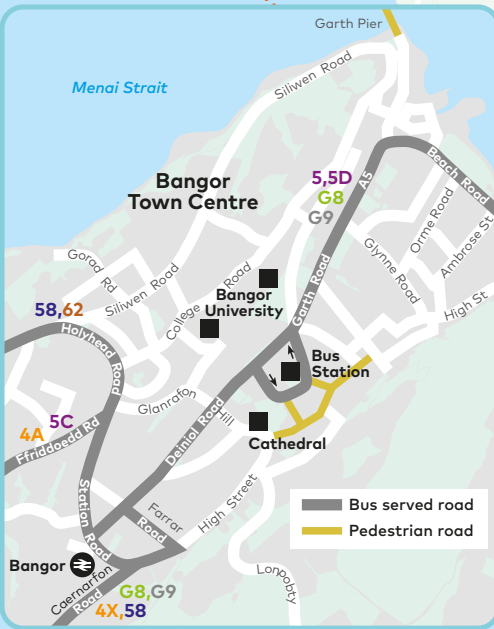 Garth Pier
Siliwen Road
Menai Strait
Beach Road
5,5D
G8
G9
A5
Bangor
Town Centre
Orme Road
Ambrose St
Glynne Road
Gorad Rd
Siliwen Road
College Road
Garth Road
High St
Bangor
University
58,62
Holyhead Road
Bus
Station
Glanrafon Hill
Deiniol Road
5C
4A
Ffriddoedd Rd
Cathedral
Station Road
Farrar Road
High Street
Bus served road
Pedestrian road
Bangor
Caernarfon Road
Lonpobty
G8,G9
4X,58